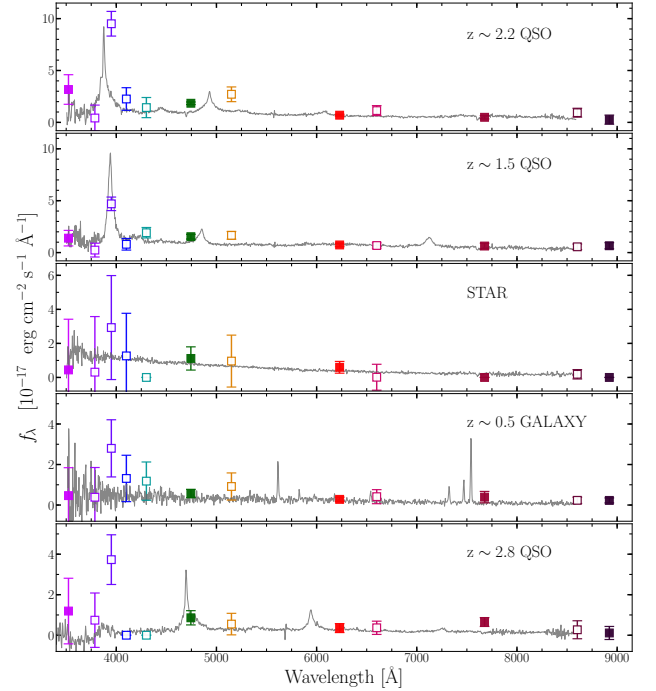 10
5
0
z ∼ 2.2 QSO
10
5
0
z ∼ 1.5 QSO
6
4
2
0
STAR
4
2
0
z ∼ 0.5 GALAXY
4
2
0
z ∼ 2.8 QSO
f_λ [10⁻¹⁷ erg cm⁻² s⁻¹ Å⁻¹]
4000 5000 6000 7000 8000 9000
Wavelength [Å]